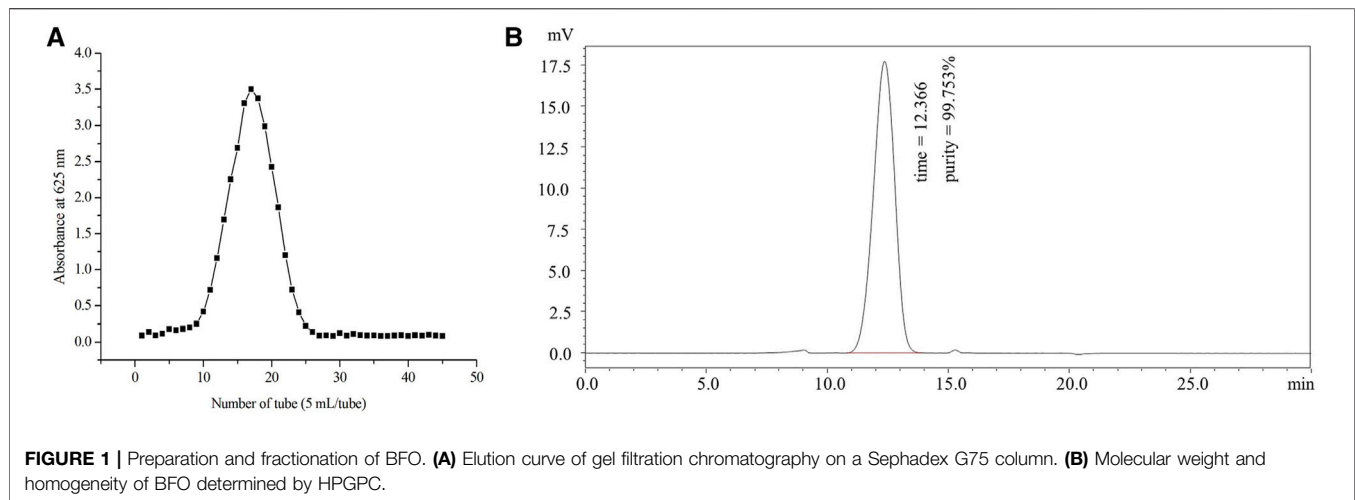 A
4.0
3.5
3.0
2.5
2.0
1.5
1.0
0.5
0.0
Absorbance at 625 nm
0 10 20 30 40 50
Number of tube (5 mL/tube)
B
mV
17.5
15.0
12.5
10.0
7.5
5.0
2.5
0.0
time = 12.366
purity = 99.753%
0.0 5.0 10.0 15.0 20.0 25.0 min
FIGURE 1 | Preparation and fractionation of BFO. (A) Elution curve of gel filtration chromatography on a Sephadex G75 column. (B) Molecular weight and
homogeneity of BFO determined by HPGPC.